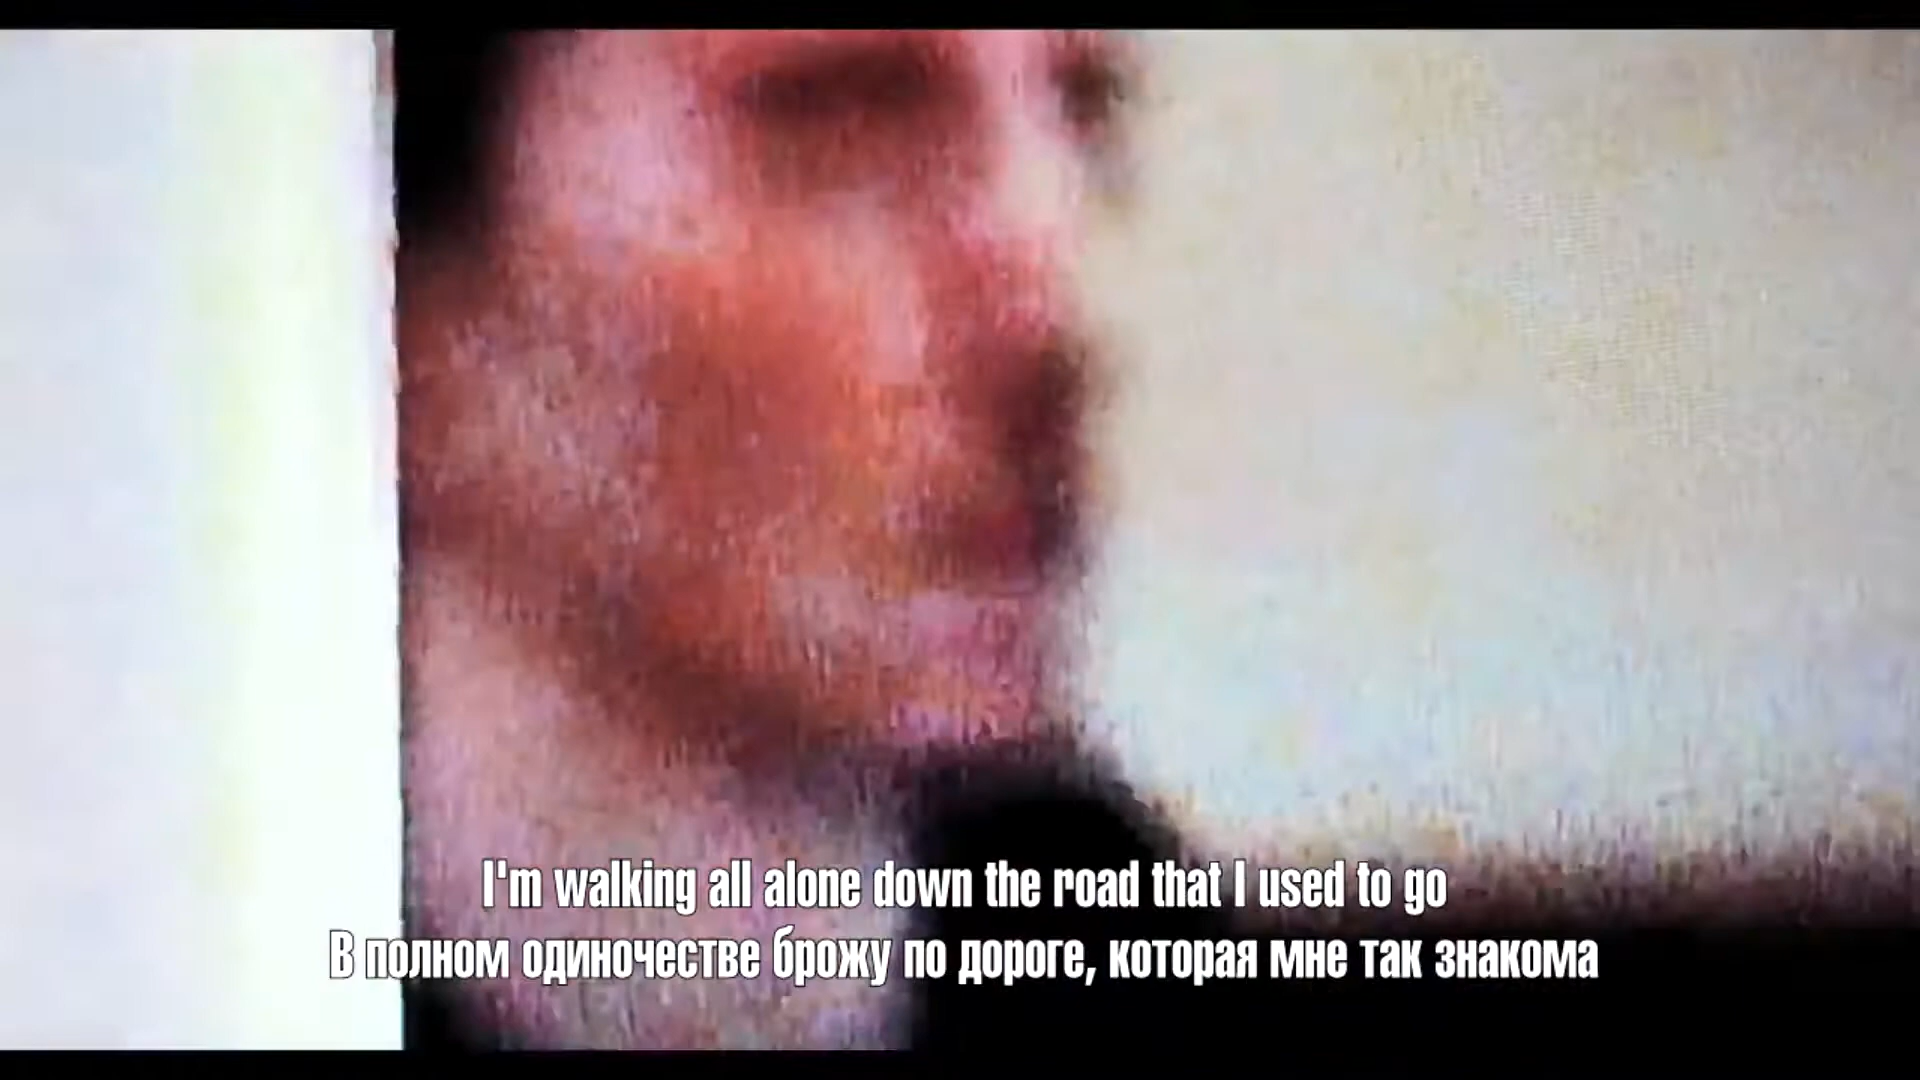 I'm walking all alone down the road that I used to go
В полном одиночестве брожу по дороге, которая мне так знакома